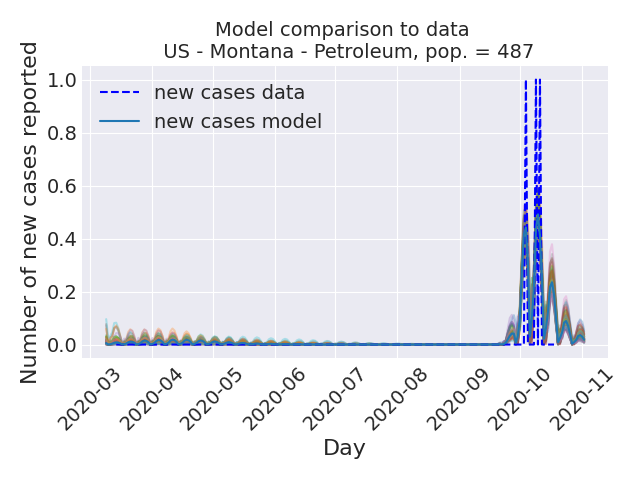 Model comparison to data
US - Montana - Petroleum, pop. = 487
Number of new cases reported
1.0
0.8
0.6
0.4
0.2
0.0
new cases data
new cases model
2020-03
2020-04
2020-05
2020-06
2020-07
2020-08
2020-09
2020-10
2020-11
Day